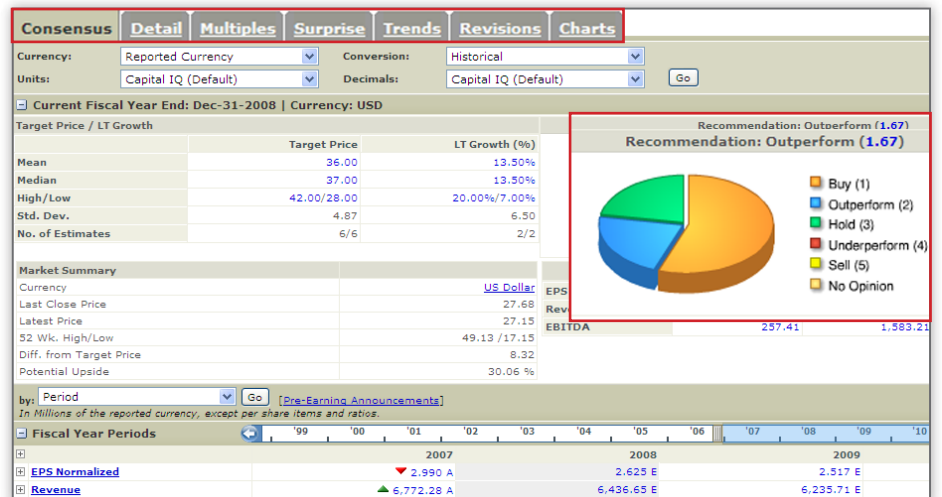 Consensus Detail Multiples Surprise Trends Revisions Charts
Currency: Reported Currency Conversion: Historical
Units: Capital IQ (Default) Decimals: Capital IQ (Default) Go
Current Fiscal Year End: Dec-31-2008 | Currency: USD
Target Price / LT Growth Recommendation: Outperform (1.67)
Recommendation: Outperform (1.67)
Target Price LT Growth (%)
Mean 36.00 13.50%
Median 37.00 13.50%
High/Low 42.00/28.00 20.00%/7.00%
Std. Dev. 4.87 6.50
No. of Estimates 6/6 2/2
Buy (1)
Outperform (2)
Hold (3)
Underperform (4)
Sell (5)
No Opinion
Market Summary
Currency US Dollar EPS
Last Close Price 27.68
Latest Price 27.15
52 Wk. High/Low 49.13 /17.15
Diff. from Target Price 8.32
Potential Upside 30.06 %
EBITDA 257.41 1,583.21
by: Period Go [Pre-Earning Announcements]
In Millions of the reported currency, except per share items and ratios.
Fiscal Year Periods '99 '00 '01 '02 '03 '04 '05 '06 '07 '08 '09 '10
2007 2008 2009
EPS Normalized 2.990 A 2.625 E 2.517 E
Revenue 6,772.28 A 6,436.65 E 6,235.71 E